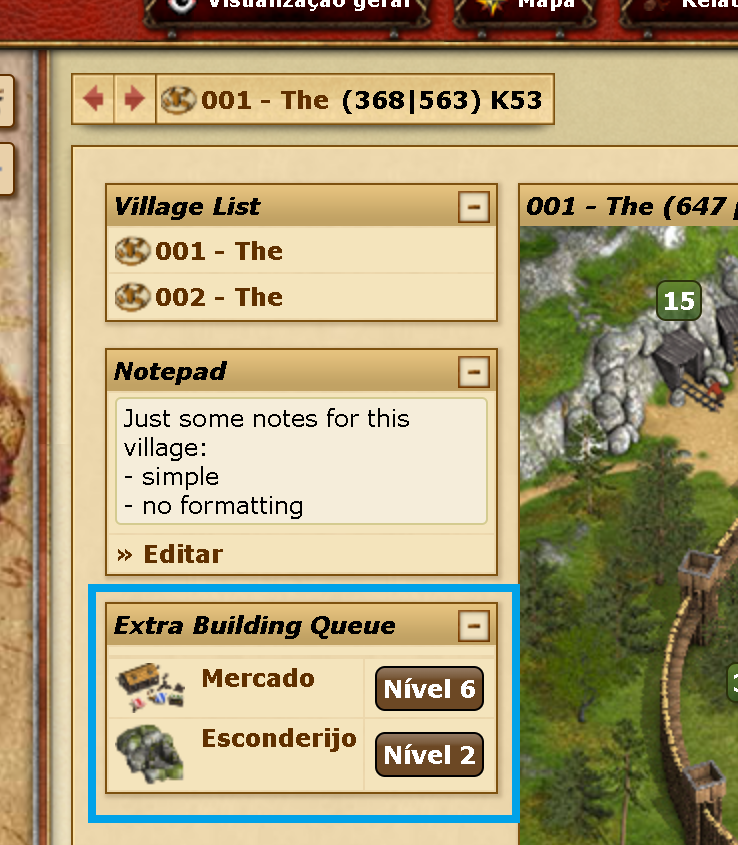 Visualização geral
Mapa
001 - The (368|563) K53
Village List
001 - The
002 - The
001 - The (647
15
Notepad
Just some notes for this
village:
- simple
- no formatting
» Editar
Extra Building Queue
Mercado
Nível 6
Esconderijo
Nível 2